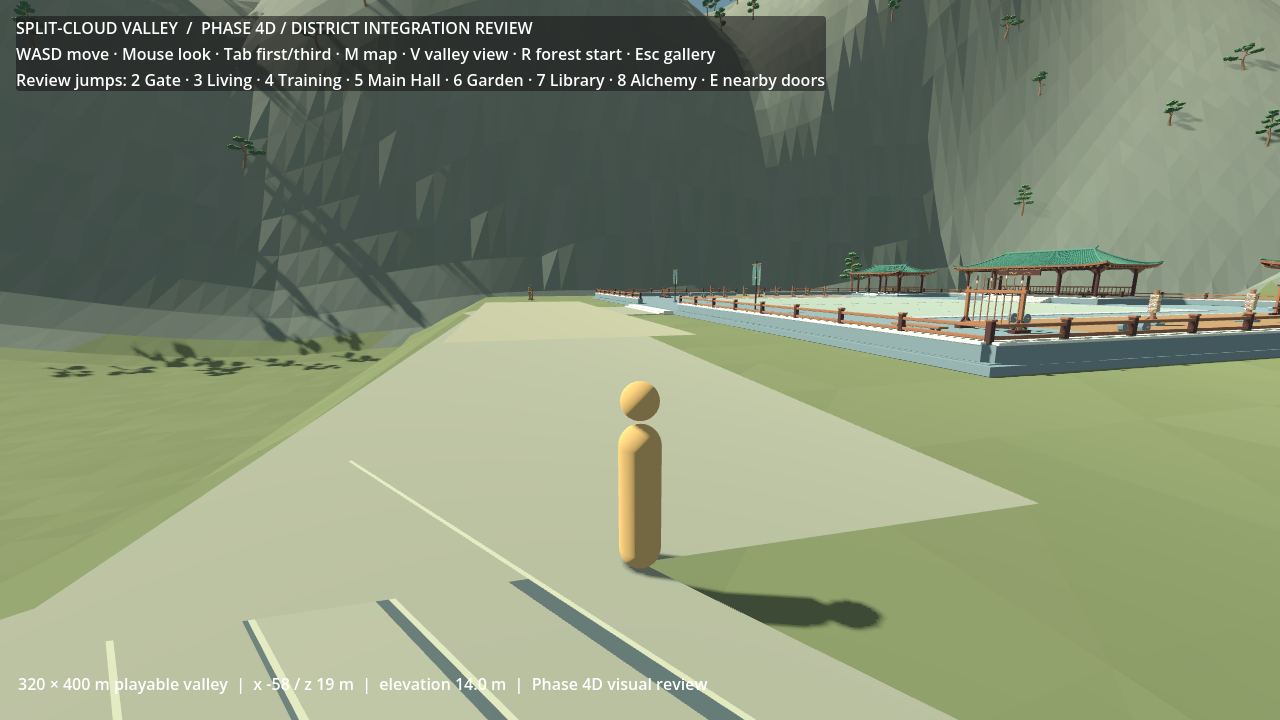 SPLIT-CLOUD VALLEY / PHASE 4D / DISTRICT INTEGRATION REVIEW
WASD move · Mouse look · Tab first/third · M map · V valley view · R forest start · Esc gallery
Review jumps: 2 Gate · 3 Living · 4 Training · 5 Main Hall · 6 Garden · 7 Library · 8 Alchemy · E nearby doors
320 × 400 m playable valley | x -58 / z 19 m | elevation 14.0 m | Phase 4D visual review